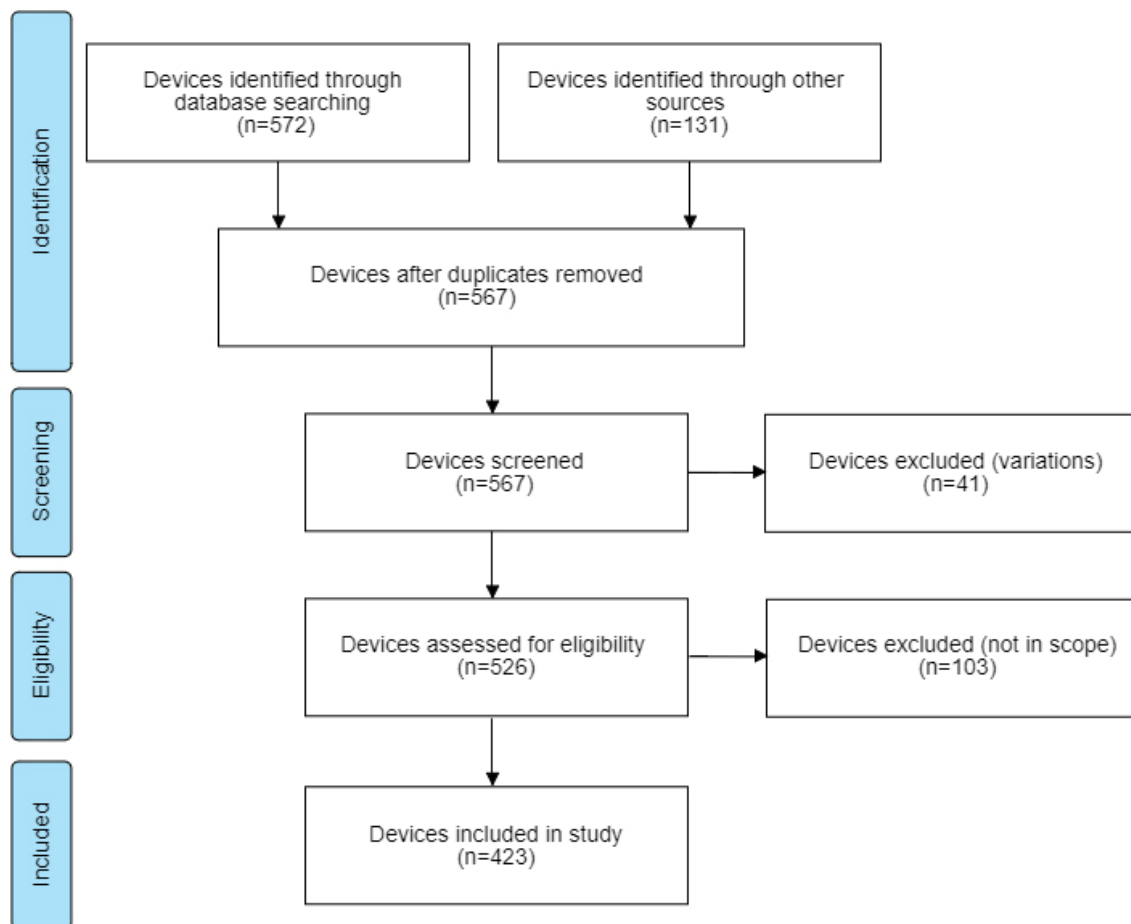 Identification
Devices identified through
database searching
(n=572)
Devices identified through other
sources
(n=131)
Devices after duplicates removed
(n=567)
Screening
Devices screened
(n=567)
Devices excluded (variations)
(n=41)
Eligibility
Devices assessed for eligibility
(n=526)
Devices excluded (not in scope)
(n=103)
Included
Devices included in study
(n=423)